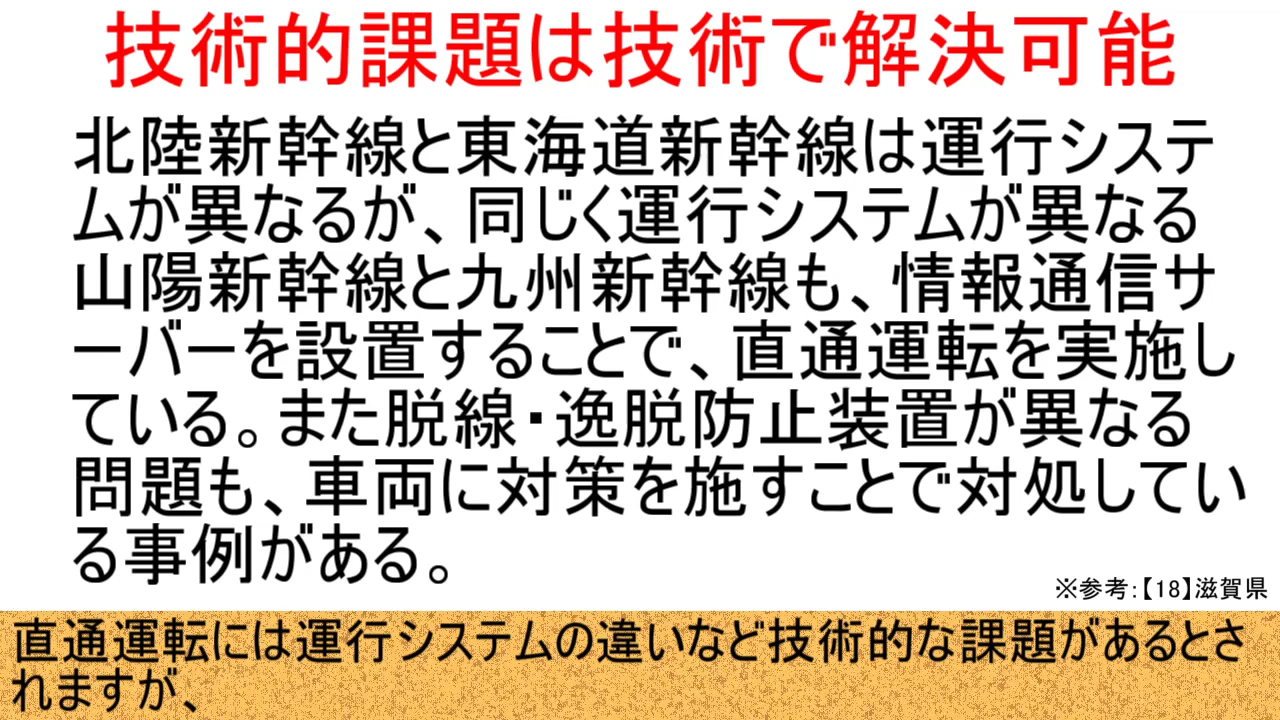 技術的課題は技術で解決可能
北陸新幹線と東海道新幹線は運行システ
ムが異なるが、同じく運行システムが異なる
山陽新幹線と九州新幹線も、情報通信サ
ーバーを設置することで、直通運転を実施し
ている。また脱線・逸脱防止装置が異なる
問題も、車両に対策を施すことで対処してい
る事例がある。
※参考:【18】滋賀県
直通運転には運行システムの違いなど技術的な課題があるとさ
れますが、